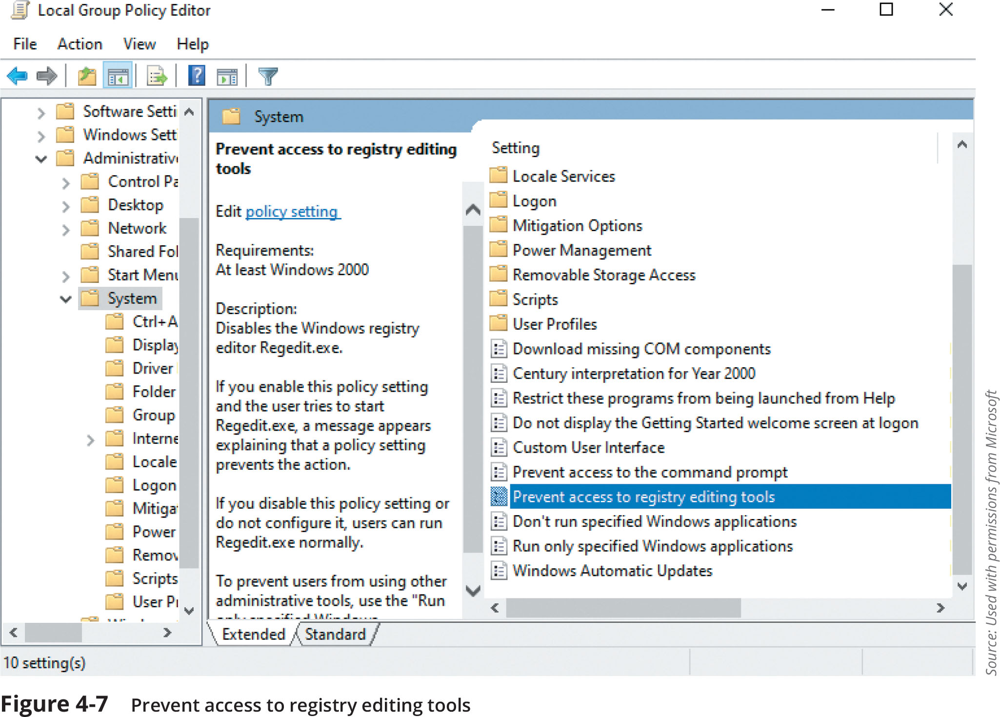 Local Group Policy Editor
File Action View Help
Software Setti
Windows Sett
Administrativ
Control Pa
Desktop
Network
Shared Fol
Start Menu
System
Ctrl+A
Display
Driver
Folder
Group
Interne
Locale
Logon
Mitiga
Power
Remov
Scripts
User Pr
System
Prevent access to registry editing
tools
Edit policy setting
Requirements:
At least Windows 2000
Description:
Disables the Windows registry
editor Regedit.exe.
If you enable this policy setting
and the user tries to start
Regedit.exe, a message appears
explaining that a policy setting
prevents the action.
If you disable this policy setting or
do not configure it, users can run
Regedit.exe normally.
To prevent users from using other
administrative tools, use the "Run
only specified Windows
Setting
Locale Services
Logon
Mitigation Options
Power Management
Removable Storage Access
Scripts
User Profiles
Download missing COM components
Century interpretation for Year 2000
Restrict these programs from being launched from Help
Do not display the Getting Started welcome screen at logon
Custom User Interface
Prevent access to the command prompt
Prevent access to registry editing tools
Don't run specified Windows applications
Run only specified Windows applications
Windows Automatic Updates
Extended Standard
10 setting(s)
Source: Used with permissions from Microsoft
Figure 4-7 Prevent access to registry editing tools